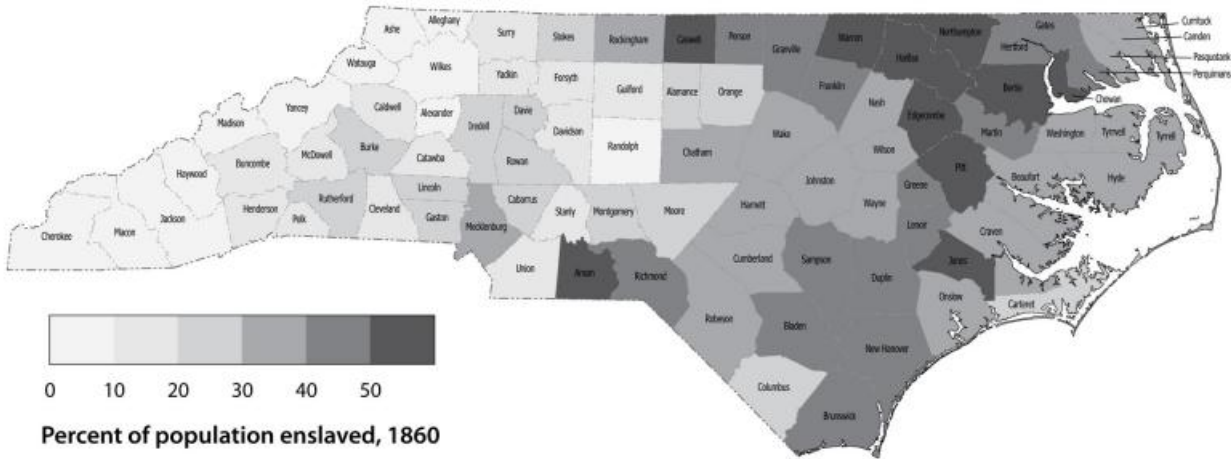 Ashe
Alleghany
Surry
Stokes
Rockingham
Caswell
Person
Granville
Warren
Northampton
Gates
Currituck
Camden
Pasquotank
Perquimans
Chowan
Hertford
Halifax
Bertie
Watauga
Wilkes
Yadkin
Forsyth
Guilford
Alamance
Orange
Franklin
Nash
Edgecombe
Martin
Washington
Tyrrell
Tyrrell
Yancey
Caldwell
Alexander
Iredell
Davie
Davidson
Randolph
Chatham
Wake
Wilson
Pitt
Beaufort
Hyde
Madison
Buncombe
McDowell
Burke
Catawba
Rowan
Johnston
Greene
Haywood
Henderson
Polk
Rutherford
Cleveland
Lincoln
Gaston
Mecklenburg
Cabarrus
Stanly
Montgomery
Moore
Harnett
Wayne
Lenoir
Craven
Cherokee
Macon
Jackson
Union
Anson
Richmond
Cumberland
Sampson
Duplin
Jones
Onslow
Carteret
Robeson
Bladen
New Hanover
Columbus
Brunswick
0 10 20 30 40 50
Percent of population enslaved, 1860